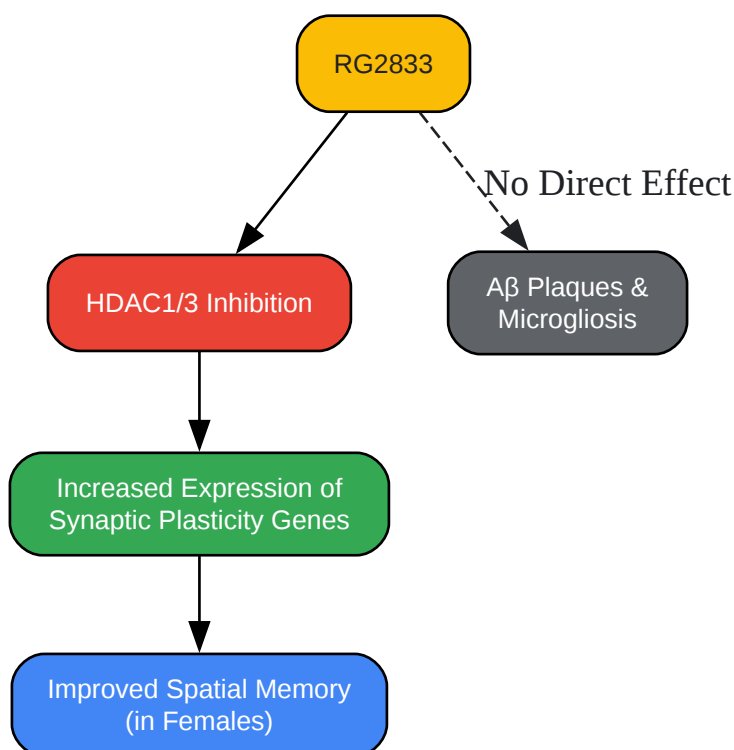 RG2833
No Direct Effect
HDAC1/3 Inhibition
Aβ Plaques &
Microgliosis
Increased Expression of
Synaptic Plasticity Genes
Improved Spatial Memory
(in Females)